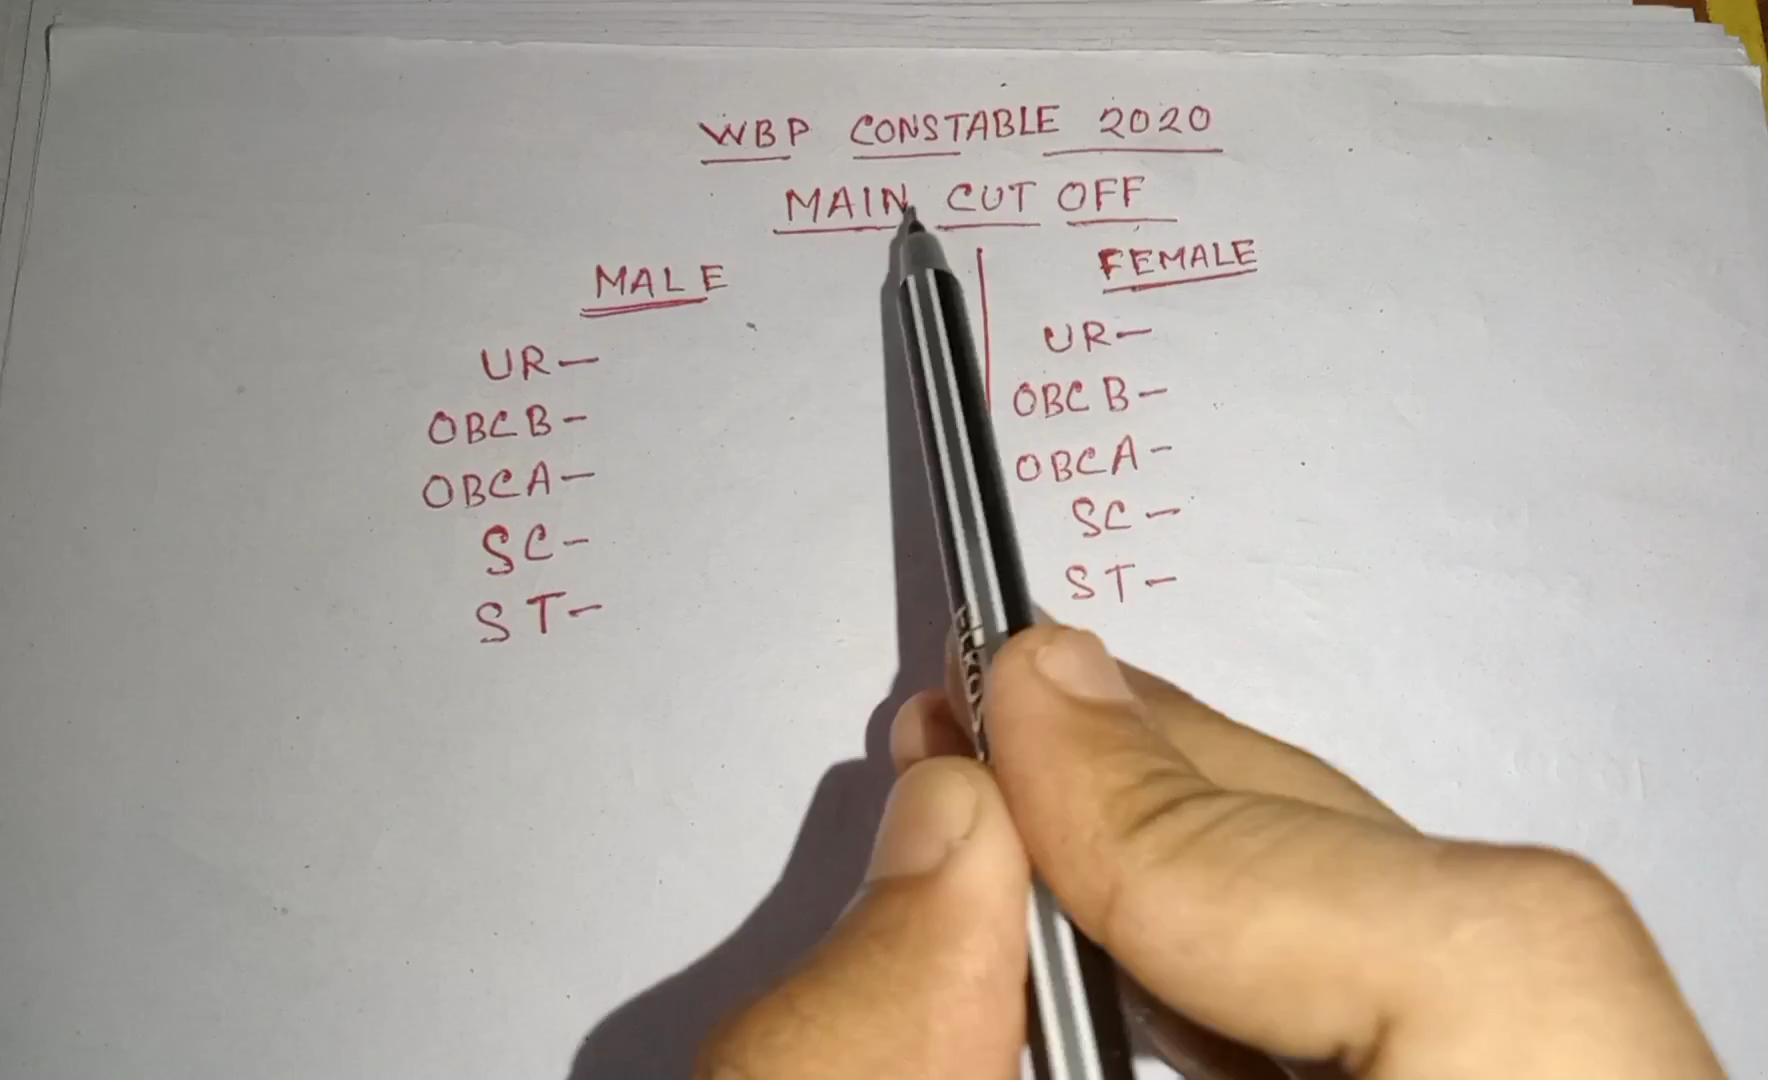 WBP CONSTABLE 2020
MAIN CUT OFF
MALE
UR-
OBCB-
OBCA-
SC-
ST-
FEMALE
UR-
OBC B-
OBCA-
SC-
ST-